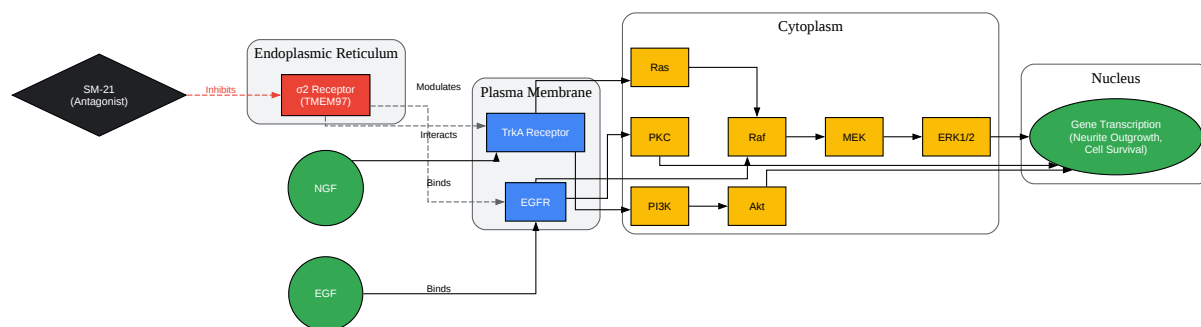 Cytoplasm
Endoplasmic Reticulum
Nucleus
Plasma Membrane
SM-21
(Antagonist)
Inhibits
σ2 Receptor
(TMEM97)
Modulates
Interacts
Binds
Binds
NGF
EGF
TrkA Receptor
EGFR
Ras
PKC
PI3K
Raf
Akt
MEK
ERK1/2
Gene Transcription
(Neurite Outgrowth,
Cell Survival)